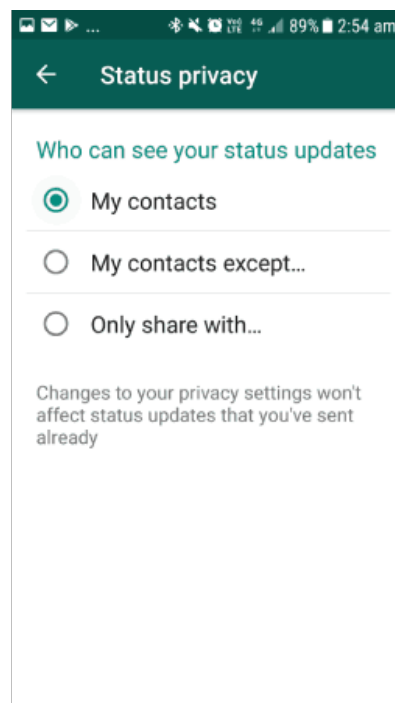 ... 89% 2:54 am
Status privacy
Who can see your status updates
My contacts
My contacts except...
Only share with...
Changes to your privacy settings won't
affect status updates that you've sent
already